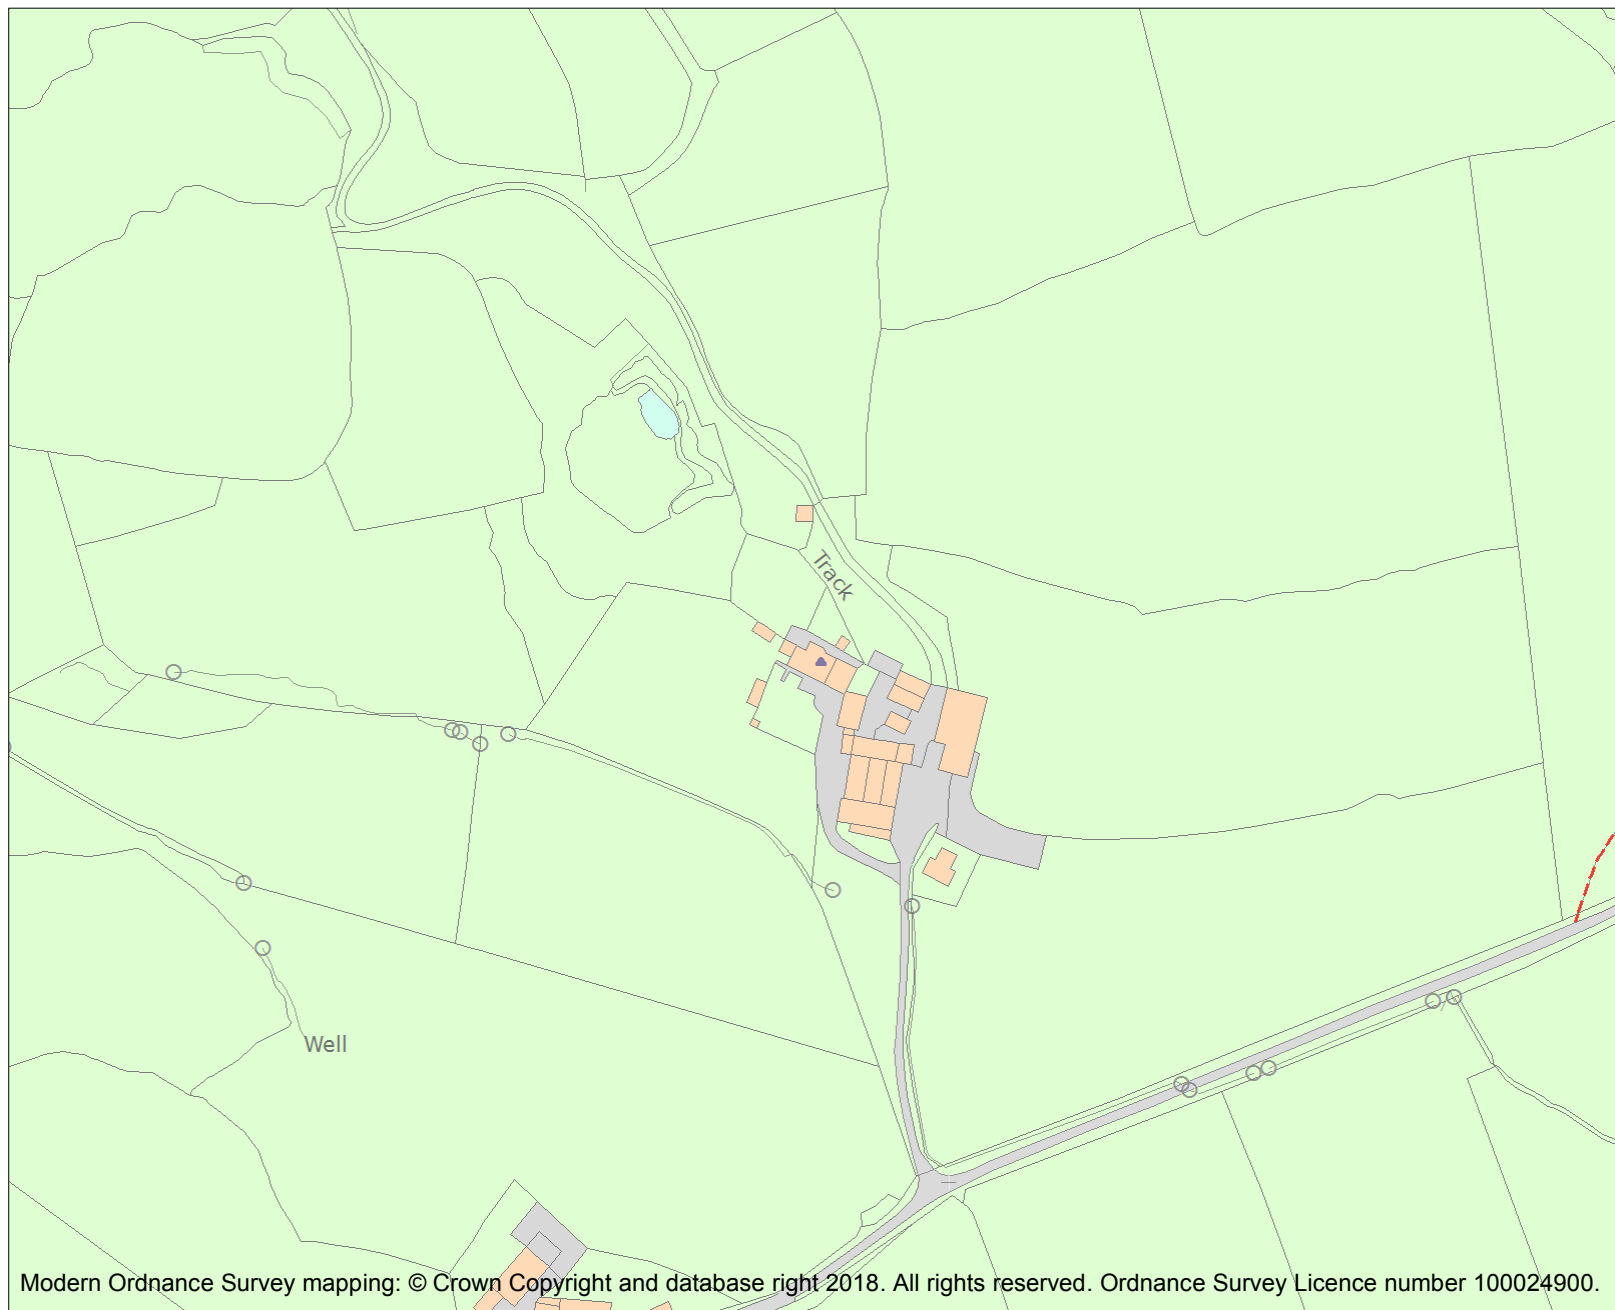 Track
Well
Modern Ordnance Survey mapping: © Crown Copyright and database right 2018. All rights reserved. Ordnance Survey Licence number 100024900.